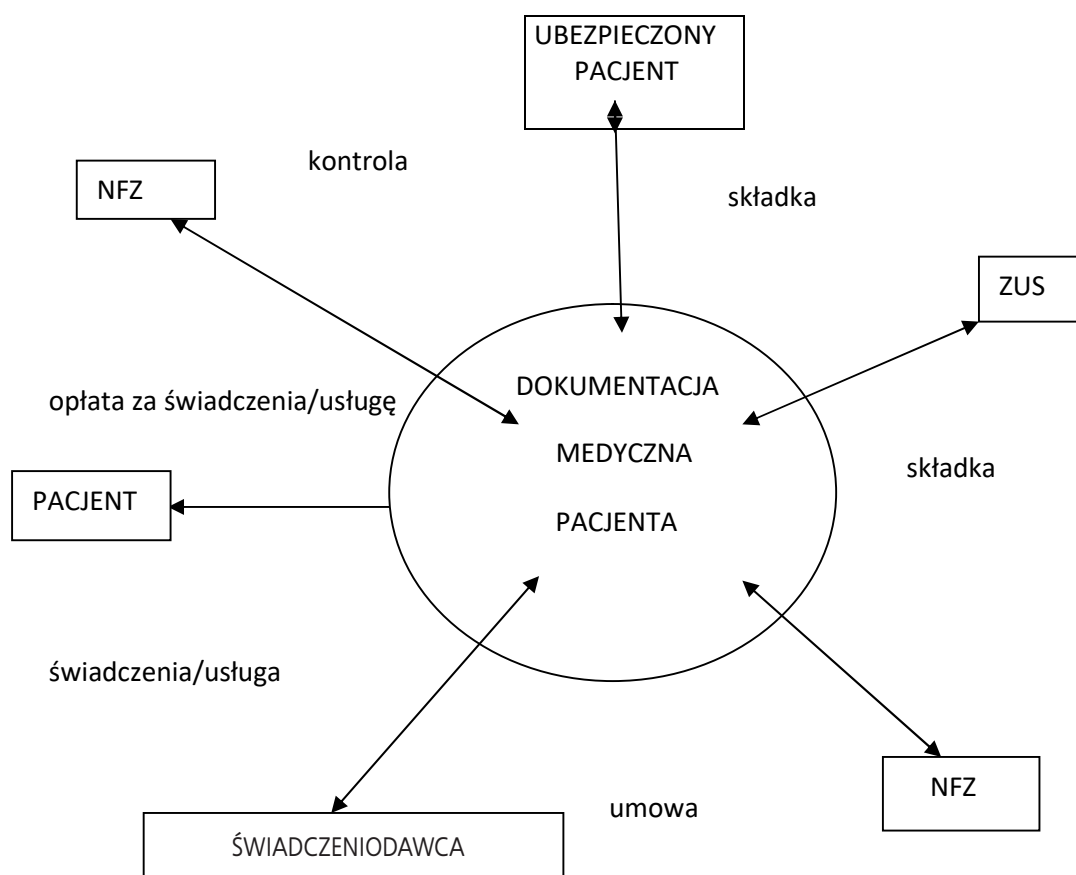 UBEZPIECZONY
PACJENT
kontrola
NFZ
składka
ZUS
DOKUMENTACJA
opłata za świadczenia/usługę
MEDYCZNA
składka
PACJENT
PACJENTA
świadczenia/usługa
NFZ
umowa
ŚWIADCZENIODAWCA